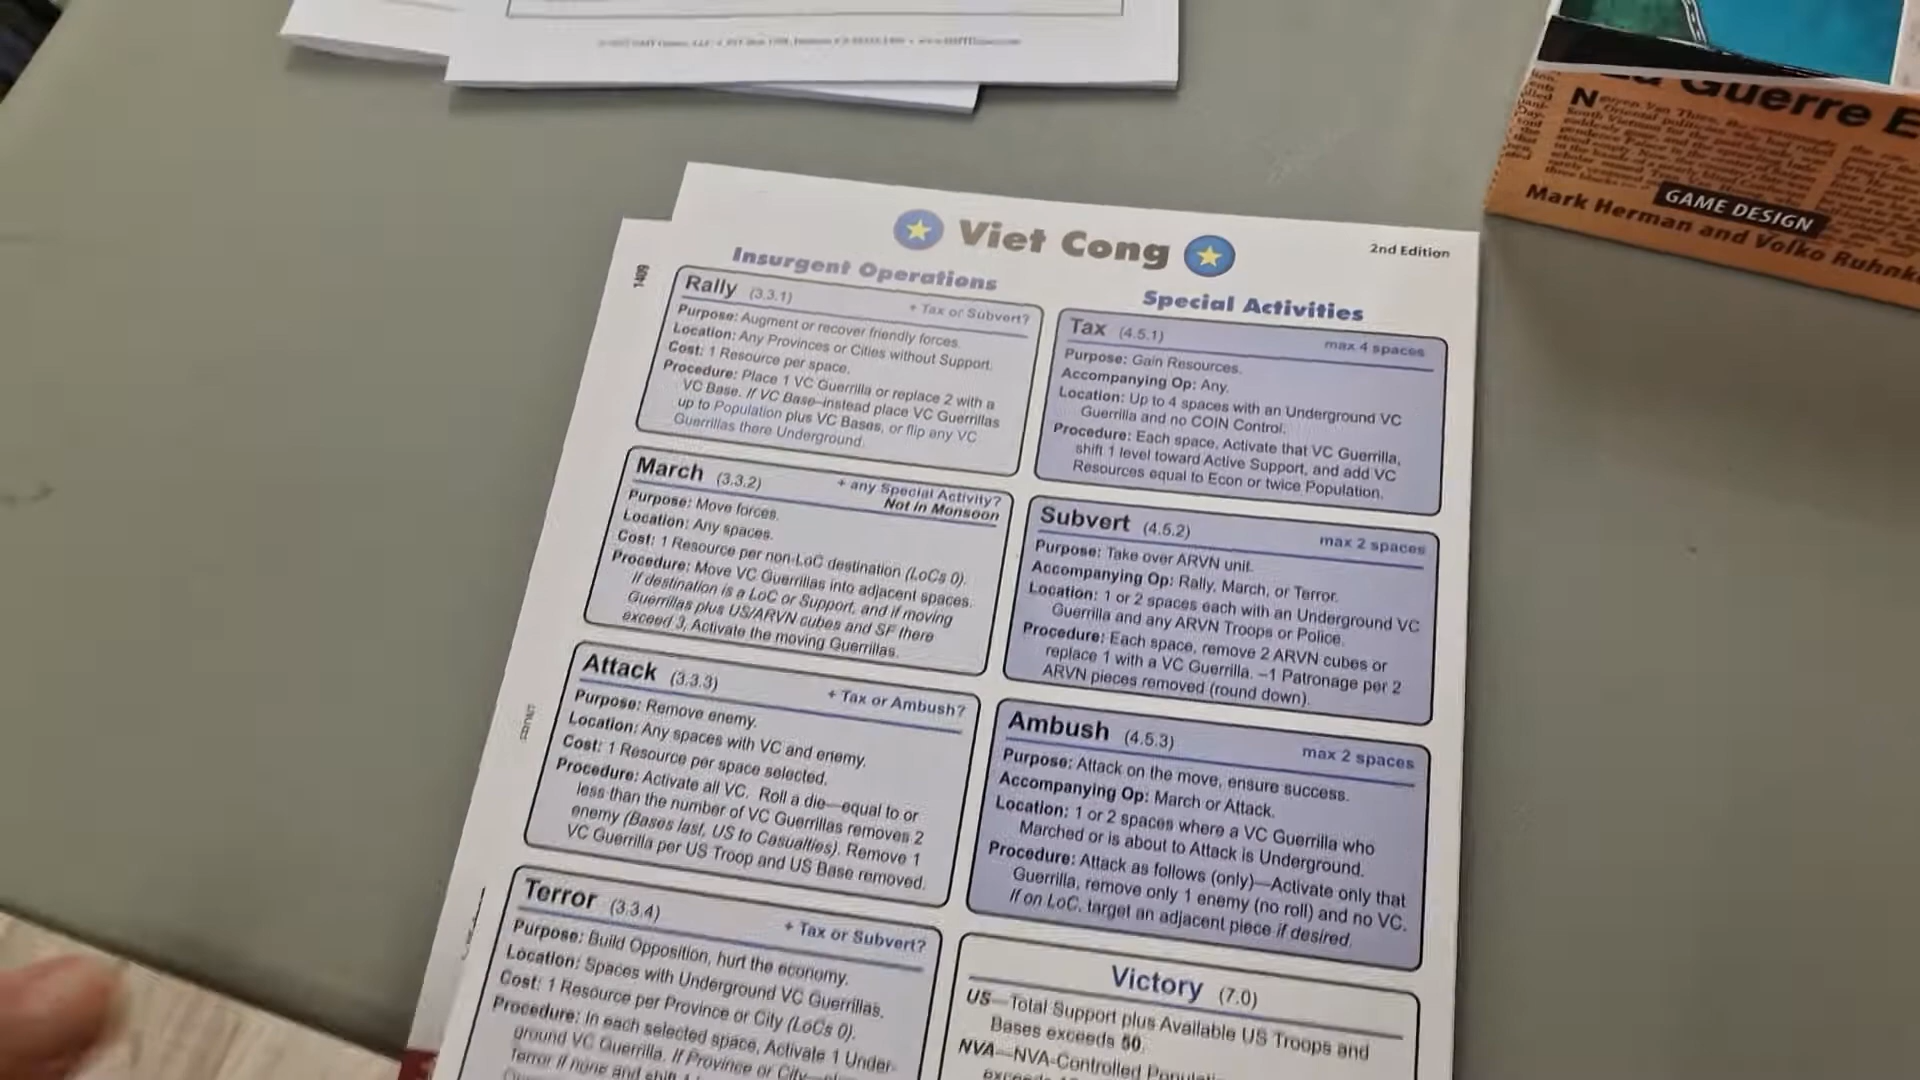 Viet Cong
2nd Edition
Insurgent Operations
Rally (3.3.1) + Tax or Subvert?
Purpose: Augment or recover friendly forces.
Location: Any Provinces or Cities without Support.
Cost: 1 Resource per space.
Procedure: Place 1 VC Guerrilla or replace 2 with a
VC Base. If VC Base–instead place VC Guerrillas
up to Population plus VC Bases, or flip any VC
Guerrillas there Underground.
March (3.3.2) + any Special Activity?
Not in Monsoon
Purpose: Move forces.
Location: Any spaces.
Cost: 1 Resource per non-LoC destination (LoCs 0).
Procedure: Move VC Guerrillas into adjacent spaces.
If destination is a LoC or Support, and if moving
Guerrillas plus US/ARVN cubes and SF there
exceed 3, Activate the moving Guerrillas.
Attack (3.3.3) + Tax or Ambush?
Purpose: Remove enemy.
Location: Any spaces with VC and enemy.
Cost: 1 Resource per space selected.
Procedure: Activate all VC. Roll a die—equal to or
less than the number of VC Guerrillas removes 2
enemy (Bases last, US to Casualties). Remove 1
VC Guerrilla per US Troop and US Base removed.
Terror (3.3.4) + Tax or Subvert?
Purpose: Build Opposition, hurt the economy.
Location: Spaces with Underground VC Guerrillas.
Cost: 1 Resource per Province or City (LoCs 0).
Procedure: In each selected space, Activate 1 Under-
ground VC Guerrilla. If Province or City
Terror if none and shift
Special Activities
Tax (4.5.1) max 4 spaces
Purpose: Gain Resources.
Accompanying Op: Any.
Location: Up to 4 spaces with an Underground VC
Guerrilla and no COIN Control.
Procedure: Each space, Activate that VC Guerrilla,
shift 1 level toward Active Support, and add VC
Resources equal to Econ or twice Population.
Subvert (4.5.2) max 2 spaces
Purpose: Take over ARVN unit.
Accompanying Op: Rally, March, or Terror.
Location: 1 or 2 spaces each with an Underground VC
Guerrilla and any ARVN Troops or Police.
Procedure: Each space, remove 2 ARVN cubes or
replace 1 with a VC Guerrilla. –1 Patronage per 2
ARVN pieces removed (round down).
Ambush (4.5.3) max 2 spaces
Purpose: Attack on the move, ensure success.
Accompanying Op: March or Attack.
Location: 1 or 2 spaces where a VC Guerrilla who
Marched or is about to Attack is Underground.
Procedure: Attack as follows (only)—Activate only that
Guerrilla, remove only 1 enemy (no roll) and no VC.
If on LoC, target an adjacent piece if desired.
Victory (7.0)
US—Total Support plus Available US Troops and
Bases exceeds 50.
NVA—NVA-Controlled
Guerre
GAME DESIGN
Mark Herman and Volko